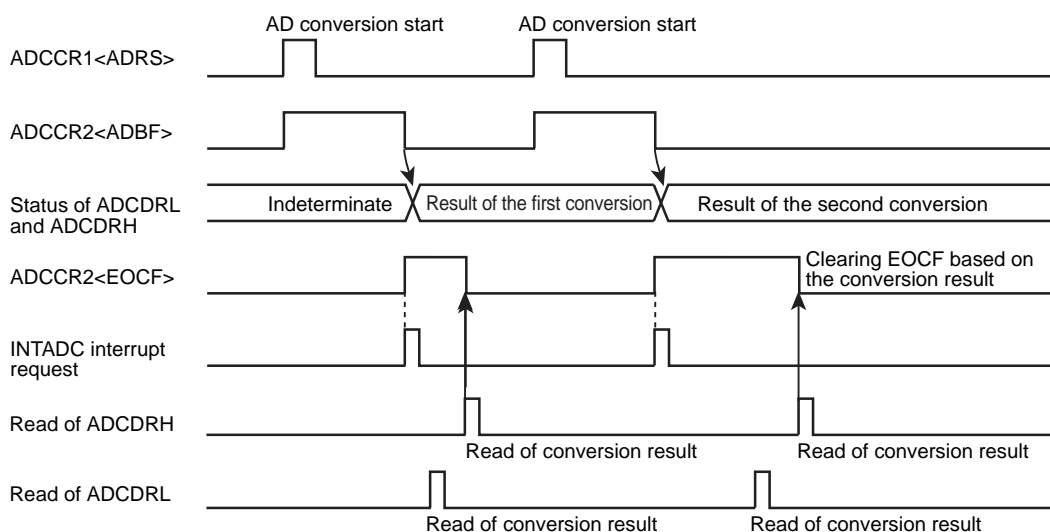 AD conversion start
AD conversion start
ADCCR1<ADRS>
ADCCR2<ADBF>
Status of ADCDRL
and ADCDRH
Indeterminate
Result of the first conversion
Result of the second conversion
ADCCR2<EOCF>
Clearing EOCF based on
the conversion result
INTADC interrupt
request
Read of ADCDRH
Read of conversion result
Read of conversion result
Read of ADCDRL
Read of conversion result
Read of conversion result